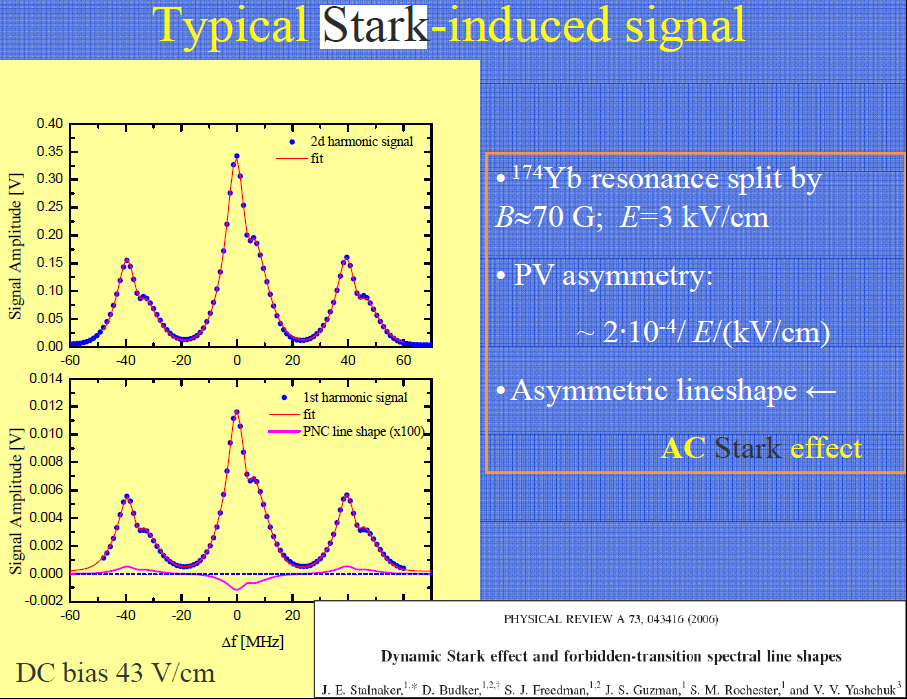 Typical Stark-induced signal
0.40
0.35
0.30
0.25
0.20
0.15
0.10
0.05
0.00
Signal Amplitude [V]
2d harmonic signal
fit
-60 -40 -20 0 20 40 60
0.014
0.012
0.010
0.008
0.006
0.004
0.002
0.000
-0.002
Signal Amplitude [V]
1st harmonic signal
fit
PNC line shape (x100)
-60 -40 -20 0 20
Δf [MHz]
DC bias 43 V/cm
• ¹⁷⁴Yb resonance split by
B≈70 G; E=3 kV/cm
• PV asymmetry:
~ 2·10⁻⁴/ E/(kV/cm)
• Asymmetric lineshape ←
AC Stark effect
PHYSICAL REVIEW A 73, 043416 (2006)
Dynamic Stark effect and forbidden-transition spectral line shapes
J. E. Stalnaker,¹,* D. Budker,¹,²,† S. J. Freedman,¹,² J. S. Guzman,¹ S. M. Rochester,¹ and V. V. Yashchuk³